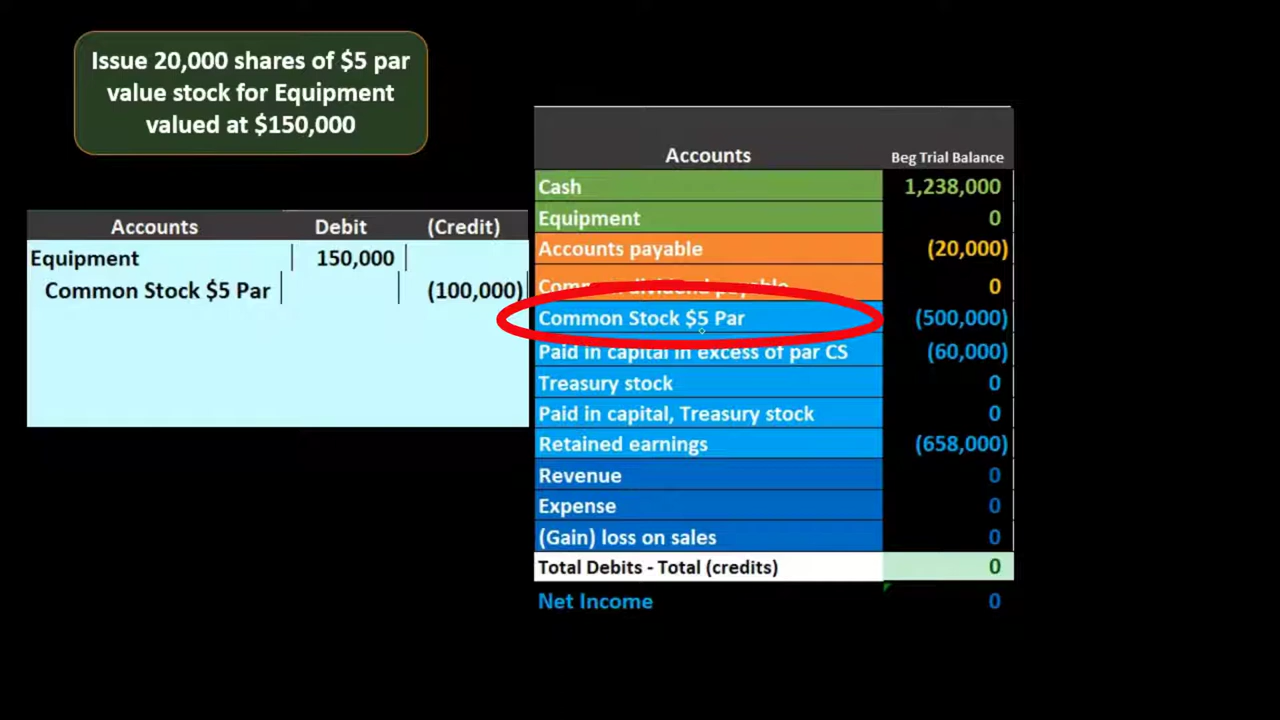 Issue 20,000 shares of $5 par
value stock for Equipment
valued at $150,000
Accounts Debit (Credit)
Equipment 150,000
Common Stock $5 Par (100,000)
Accounts Beg Trial Balance
Cash 1,238,000
Equipment 0
Accounts payable (20,000)
Common dividend payable 0
Common Stock $5 Par (500,000)
Paid in capital in excess of par CS (60,000)
Treasury stock 0
Paid in capital, Treasury stock 0
Retained earnings (658,000)
Revenue 0
Expense 0
(Gain) loss on sales 0
Total Debits - Total (credits) 0
Net Income 0